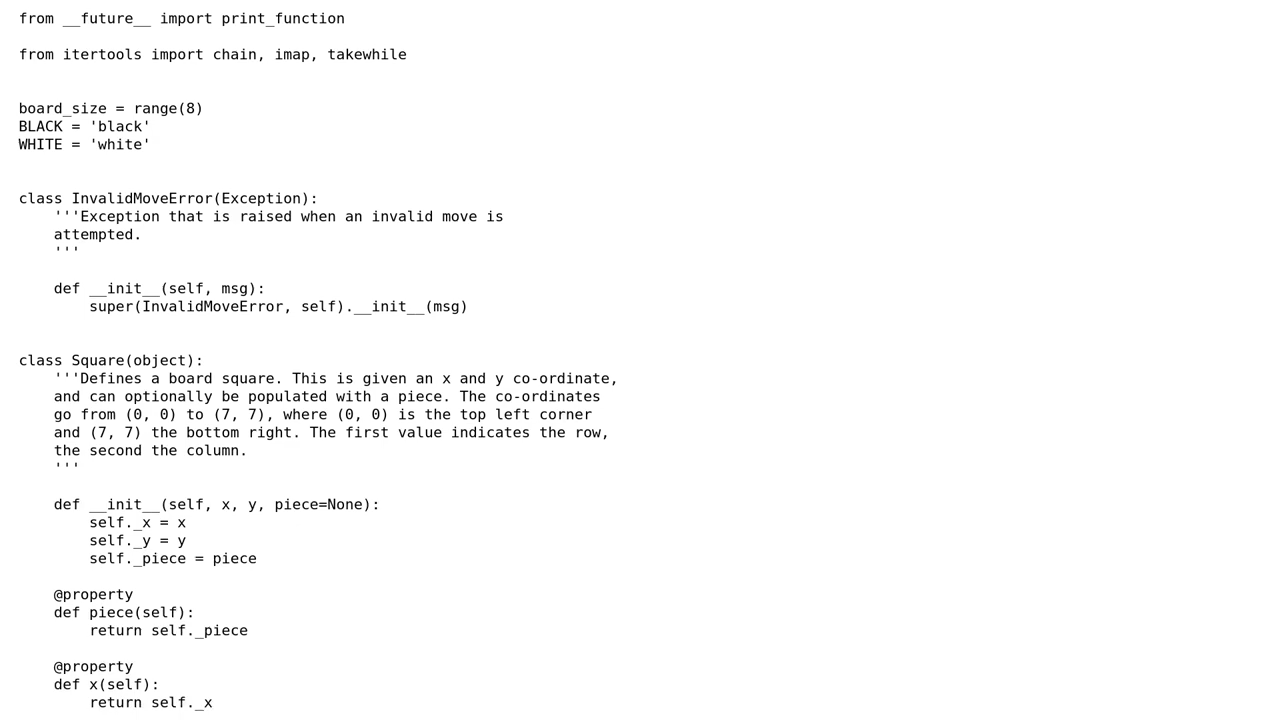 from __future__ import print_function

from itertools import chain, imap, takewhile


board_size = range(8)
BLACK = 'black'
WHITE = 'white'


class InvalidMoveError(Exception):
    '''Exception that is raised when an invalid move is
    attempted.
    '''

    def __init__(self, msg):
        super(InvalidMoveError, self).__init__(msg)


class Square(object):
    '''Defines a board square. This is given an x and y co-ordinate,
    and can optionally be populated with a piece. The co-ordinates
    go from (0, 0) to (7, 7), where (0, 0) is the top left corner
    and (7, 7) the bottom right. The first value indicates the row,
    the second the column.
    '''

    def __init__(self, x, y, piece=None):
        self._x = x
        self._y = y
        self._piece = piece

    @property
    def piece(self):
        return self._piece

    @property
    def x(self):
        return self._x